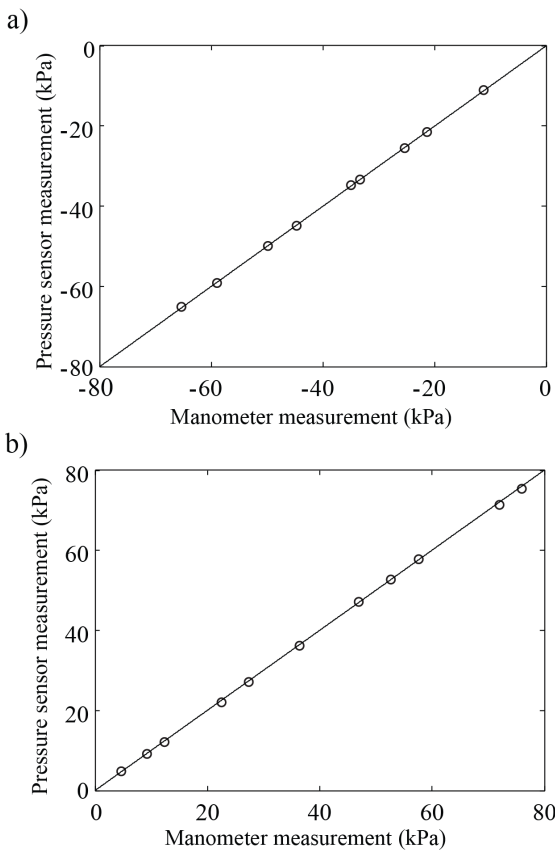 a)
Pressure sensor measurement (kPa)
0
-20
-40
-60
-80
-80 -60 -40 -20 0
Manometer measurement (kPa)
b)
Pressure sensor measurement (kPa)
80
60
40
20
0
0 20 40 60 80
Manometer measurement (kPa)